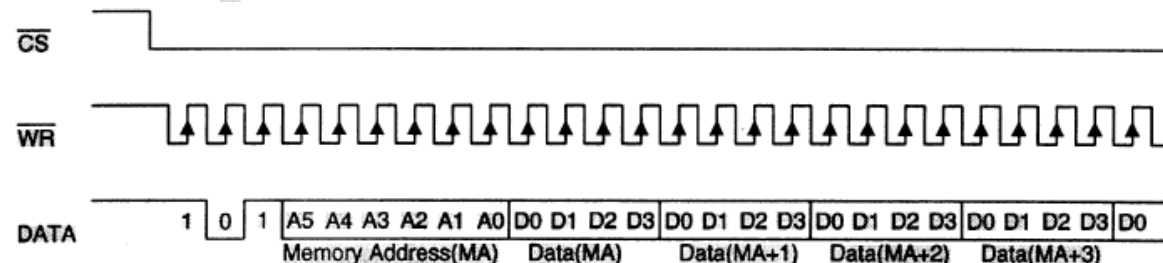 CS
WR
DATA 1 0 1 A5 A4 A3 A2 A1 A0 D0 D1 D2 D3 D0 D1 D2 D3 D0 D1 D2 D3 D0 D1 D2 D3 D0
Memory Address(MA) Data(MA) Data(MA+1) Data(MA+2) Data(MA+3)